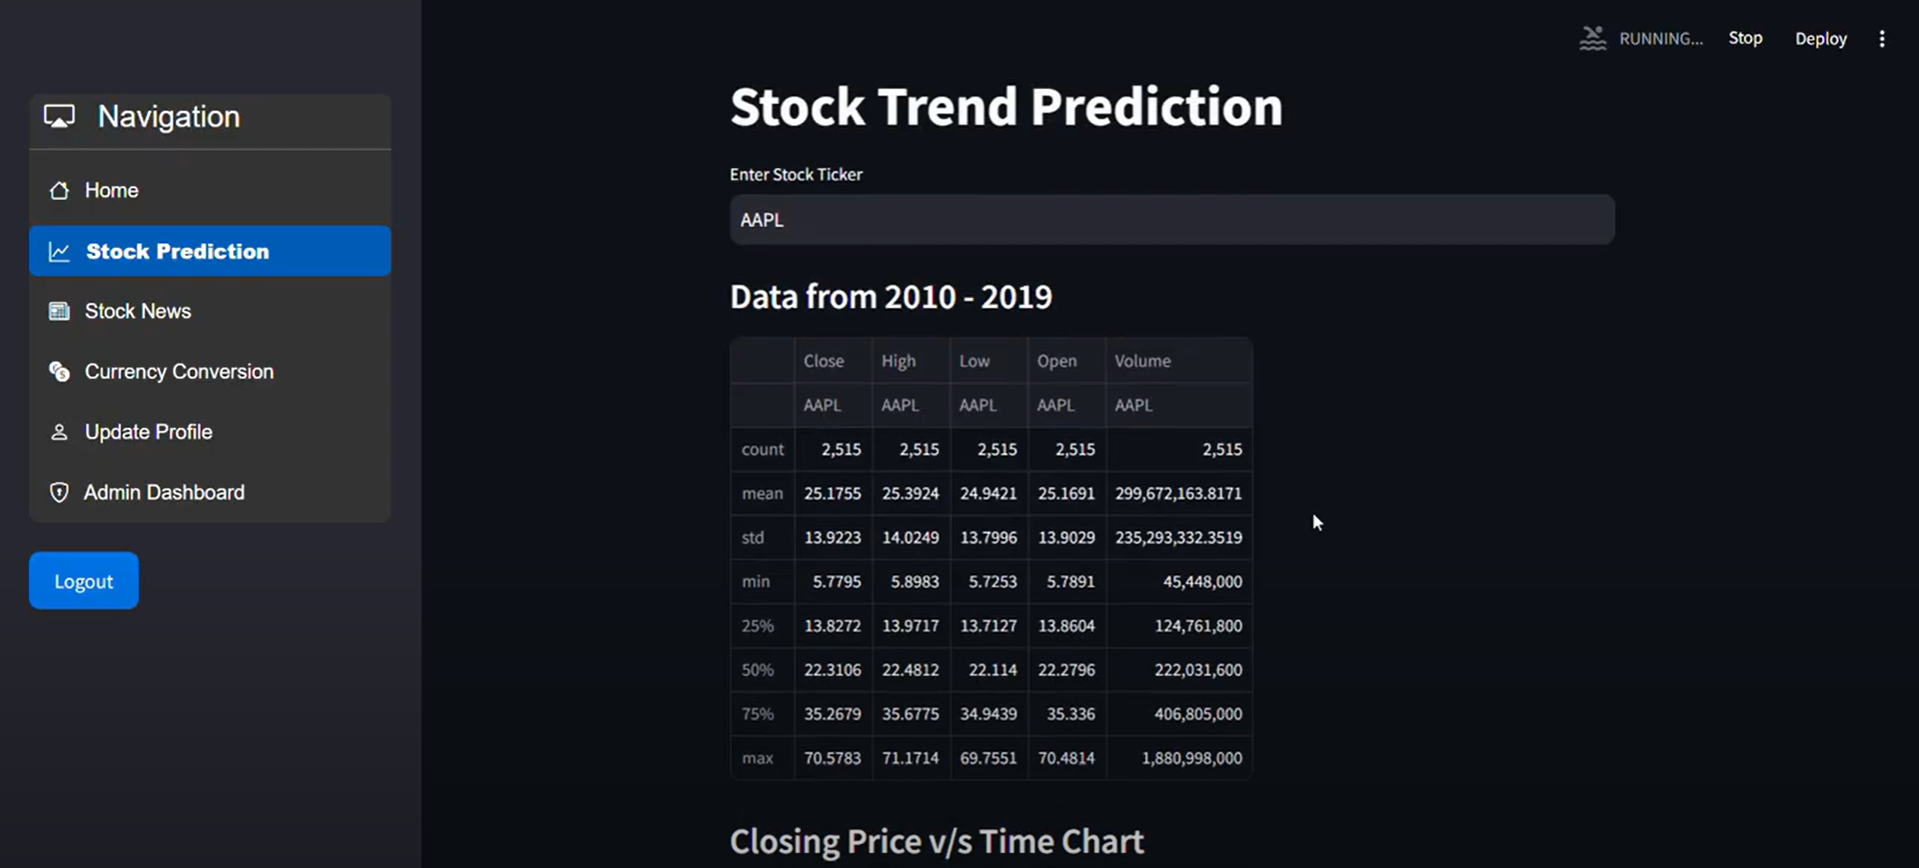 RUNNING... Stop Deploy
Navigation
Home
Stock Prediction
Stock News
Currency Conversion
Update Profile
Admin Dashboard
Logout
Stock Trend Prediction
Enter Stock Ticker
AAPL
Data from 2010 - 2019
Close High Low Open Volume
AAPL AAPL AAPL AAPL AAPL
count 2,515 2,515 2,515 2,515 2,515
mean 25.1755 25.3924 24.9421 25.1691 299,672,163.8171
std 13.9223 14.0249 13.7996 13.9029 235,293,332.3519
min 5.7795 5.8983 5.7253 5.7891 45,448,000
25% 13.8272 13.9717 13.7127 13.8604 124,761,800
50% 22.3106 22.4812 22.114 22.2796 222,031,600
75% 35.2679 35.6775 34.9439 35.336 406,805,000
max 70.5783 71.1714 69.7551 70.4814 1,880,998,000
Closing Price v/s Time Chart